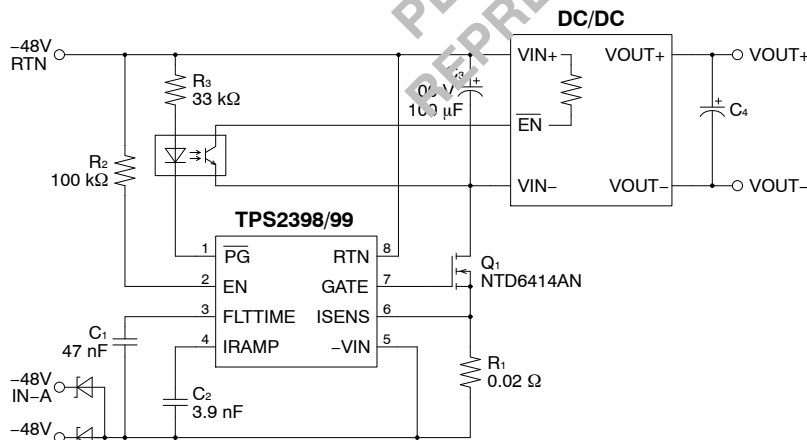 DC/DC
−48V
RTN
VIN+
VOUT+
VOUT+
R3
33 kΩ
100 µF
EN
C4
R2
100 kΩ
VIN−
VOUT−
VOUT−
TPS2398/99
1
PG
RTN
8
2
EN
GATE
7
Q1
NTD6414AN
3
FLTTIME
ISENS
6
C1
47 nF
4
IRAMP
−VIN
5
R1
0.02 Ω
−48V
IN-A
C2
3.9 nF
−48V